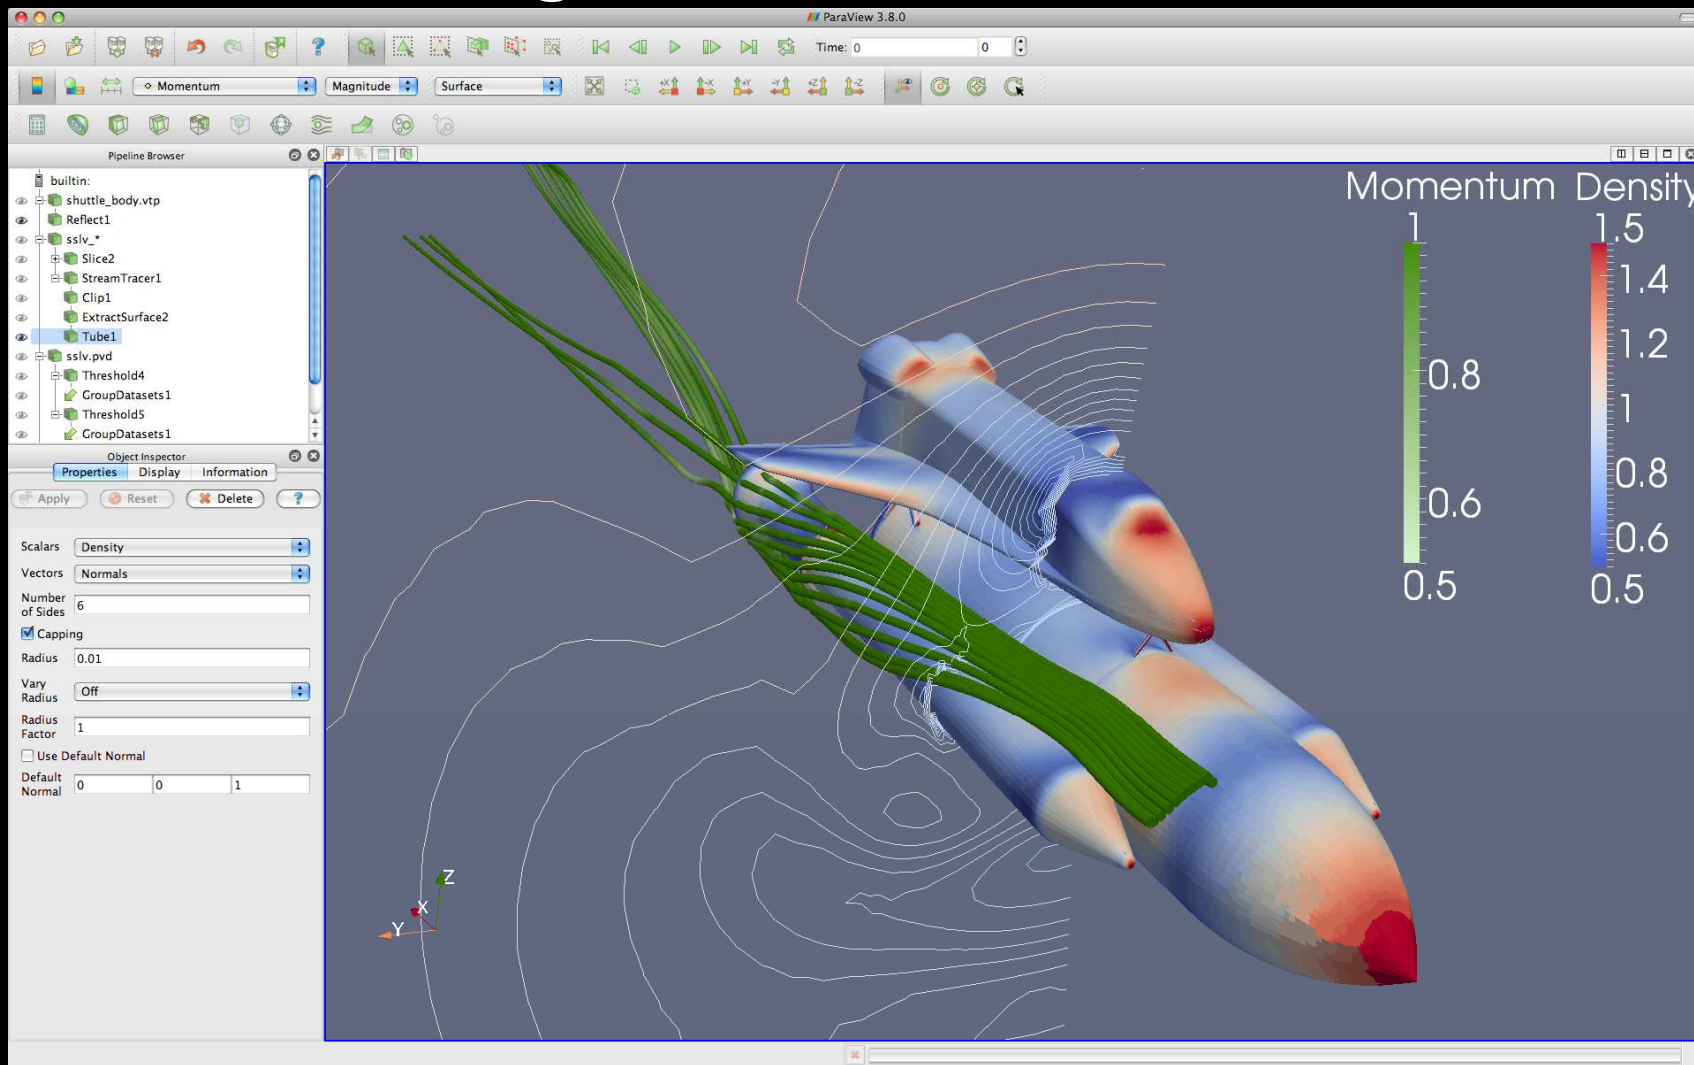 ParaView 3.8.0
Time: 0 0
Momentum Magnitude Surface
Pipeline Browser
builtin:
shuttle_body.vtp
Reflect1
sslv_*
Slice2
StreamTracer1
Clip1
ExtractSurface2
Tube1
sslv.pvd
Threshold4
GroupDatasets1
Threshold5
GroupDatasets1
Object Inspector
Properties Display Information
Apply Reset Delete ?
Scalars Density
Vectors Normals
Number
of Sides 6
Capping
Radius 0.01
Vary
Radius Off
Radius
Factor 1
Use Default Normal
Default
Normal 0 0 1
Momentum Density
1 1.5
1.4
1.2
0.8 1
0.6 0.8
0.6
0.5 0.5
Z
X
Y